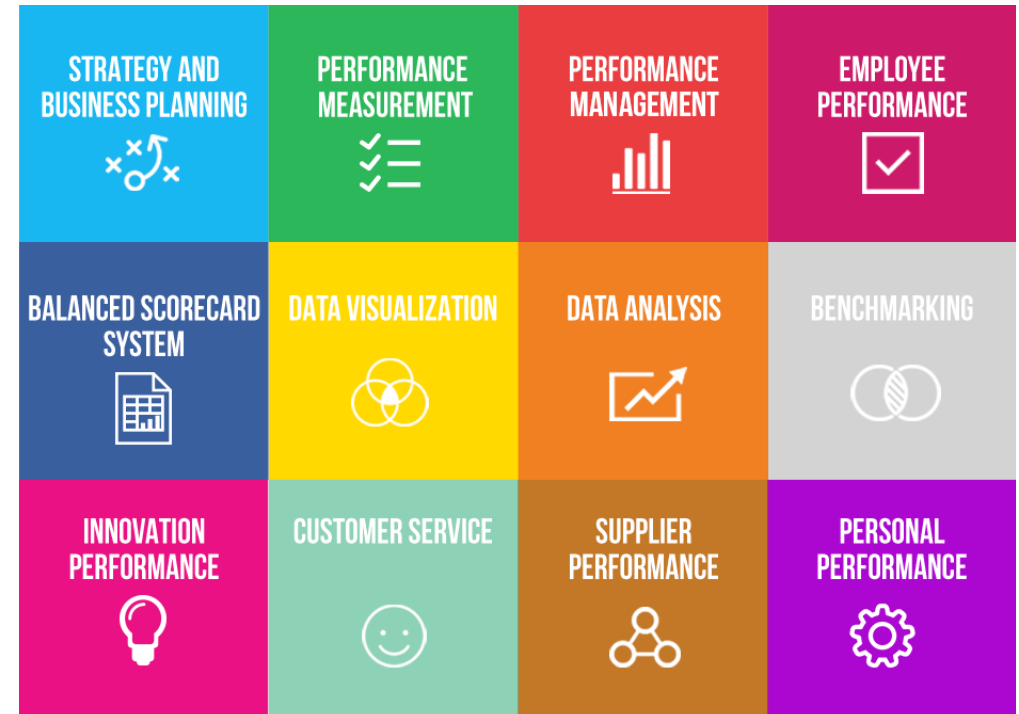 STRATEGY AND
BUSINESS PLANNING
PERFORMANCE
MEASUREMENT
PERFORMANCE
MANAGEMENT
EMPLOYEE
PERFORMANCE
BALANCED SCORECARD
SYSTEM
DATA VISUALIZATION
DATA ANALYSIS
BENCHMARKING
INNOVATION
PERFORMANCE
CUSTOMER SERVICE
SUPPLIER
PERFORMANCE
PERSONAL
PERFORMANCE